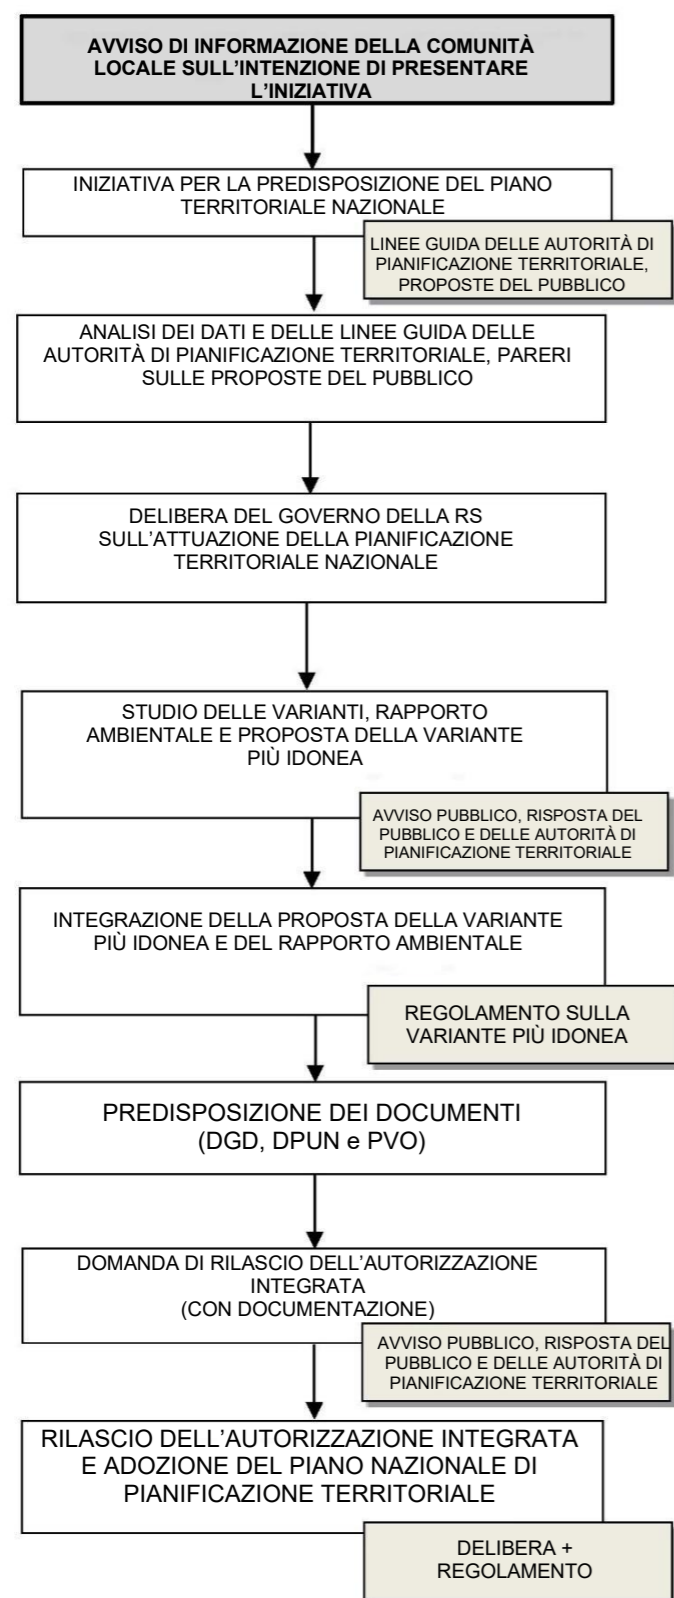 AVVISO DI INFORMAZIONE DELLA COMUNITÀ
LOCALE SULL'INTENZIONE DI PRESENTARE
L'INIZIATIVA
INIZIATIVA PER LA PREDISPOSIZIONE DEL PIANO
TERRITORIALE NAZIONALE
LINEE GUIDA DELLE AUTORITÀ DI
PIANIFICAZIONE TERRITORIALE,
PROPOSTE DEL PUBBLICO
ANALISI DEI DATI E DELLE LINEE GUIDA DELLE
AUTORITÀ DI PIANIFICAZIONE TERRITORIALE, PARERI
SULLE PROPOSTE DEL PUBBLICO
DELIBERA DEL GOVERNO DELLA RS
SULL'ATTUAZIONE DELLA PIANIFICAZIONE
TERRITORIALE NAZIONALE
STUDIO DELLE VARIANTI, RAPPORTO
AMBIENTALE E PROPOSTA DELLA VARIANTE
PIÙ IDONEA
AVVISO PUBBLICO, RISPOSTA DEL
PUBBLICO E DELLE AUTORITÀ DI
PIANIFICAZIONE TERRITORIALE
INTEGRAZIONE DELLA PROPOSTA DELLA VARIANTE
PIÙ IDONEA E DEL RAPPORTO AMBIENTALE
REGOLAMENTO SULLA
VARIANTE PIÙ IDONEA
PREDISPOSIZIONE DEI DOCUMENTI
(DGD, DPUN e PVO)
DOMANDA DI RILASCIO DELL'AUTORIZZAZIONE
INTEGRATA
(CON DOCUMENTAZIONE)
AVVISO PUBBLICO, RISPOSTA DEL
PUBBLICO E DELLE AUTORITÀ DI
PIANIFICAZIONE TERRITORIALE
RILASCIO DELL'AUTORIZZAZIONE INTEGRATA
E ADOZIONE DEL PIANO NAZIONALE DI
PIANIFICAZIONE TERRITORIALE
DELIBERA +
REGOLAMENTO